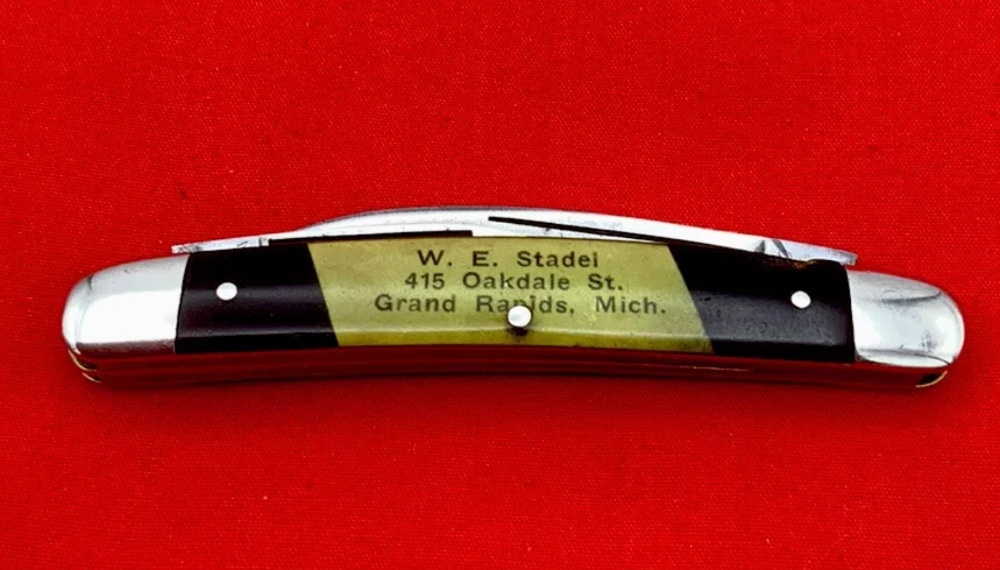 W. E. Stadel
415 Oakdale St.
Grand Rapids, Mich.